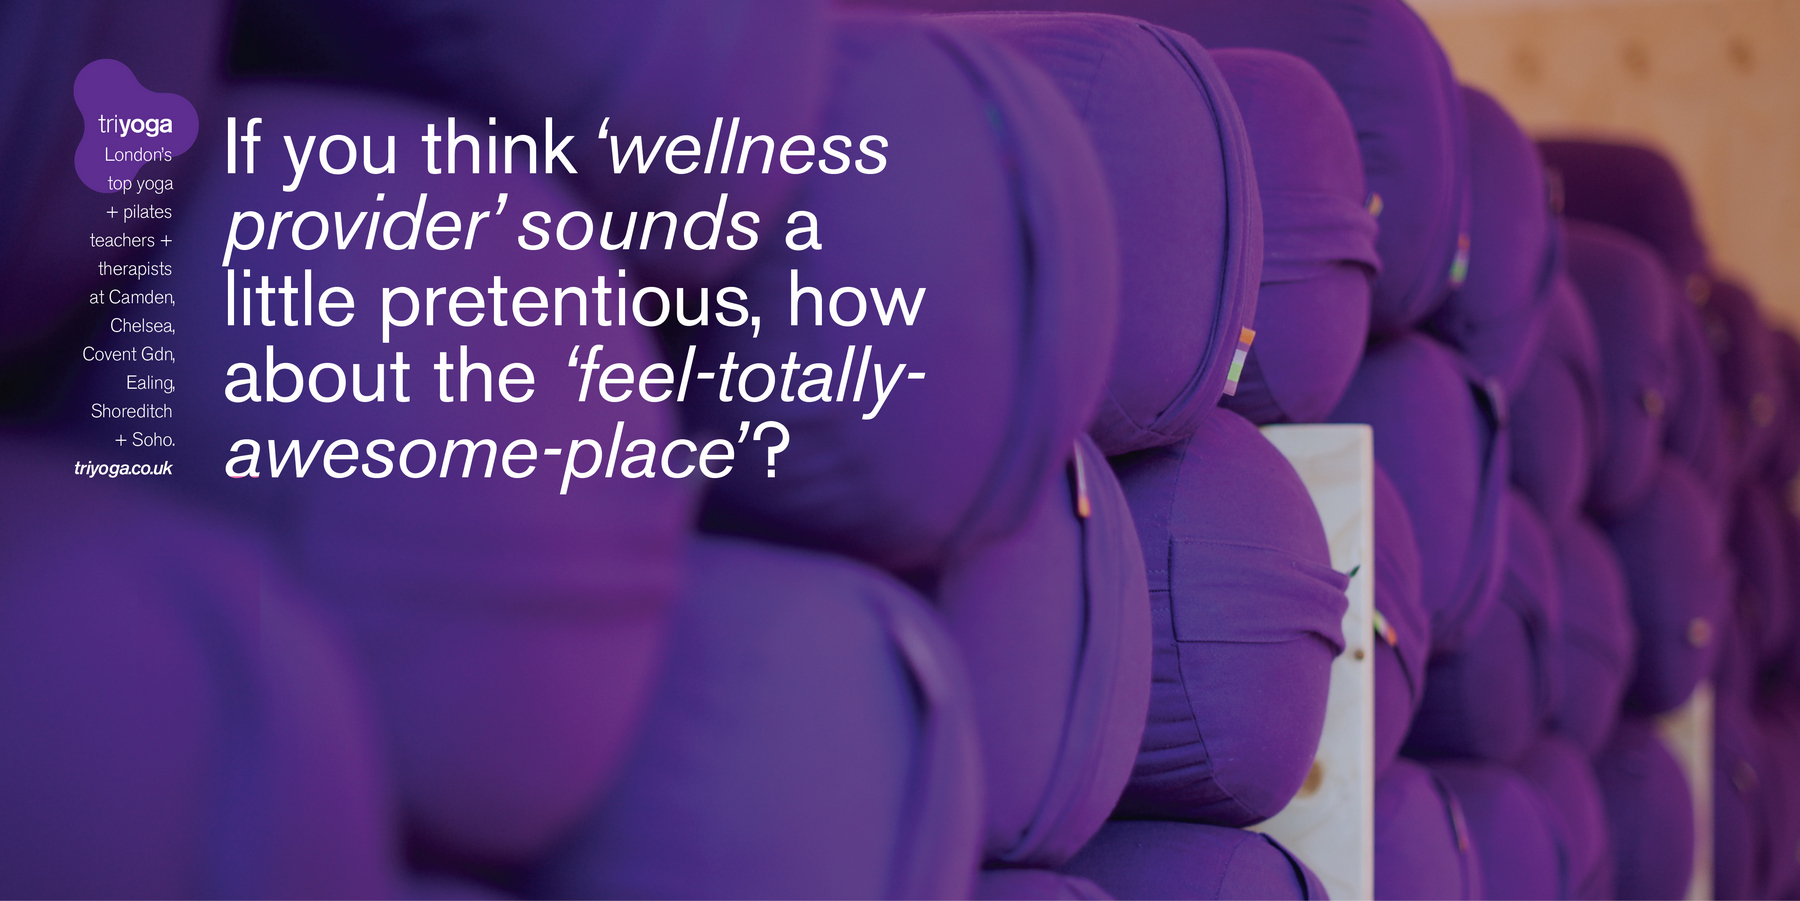 triyoga
London's
top yoga
+ pilates
teachers +
therapists
at Camden,
Chelsea,
Covent Gdn,
Ealing,
Shoreditch
+ Soho.
triyoga.co.uk
If you think ‘wellness
provider’ sounds a
little pretentious, how
about the ‘feel-totally-
awesome-place’?